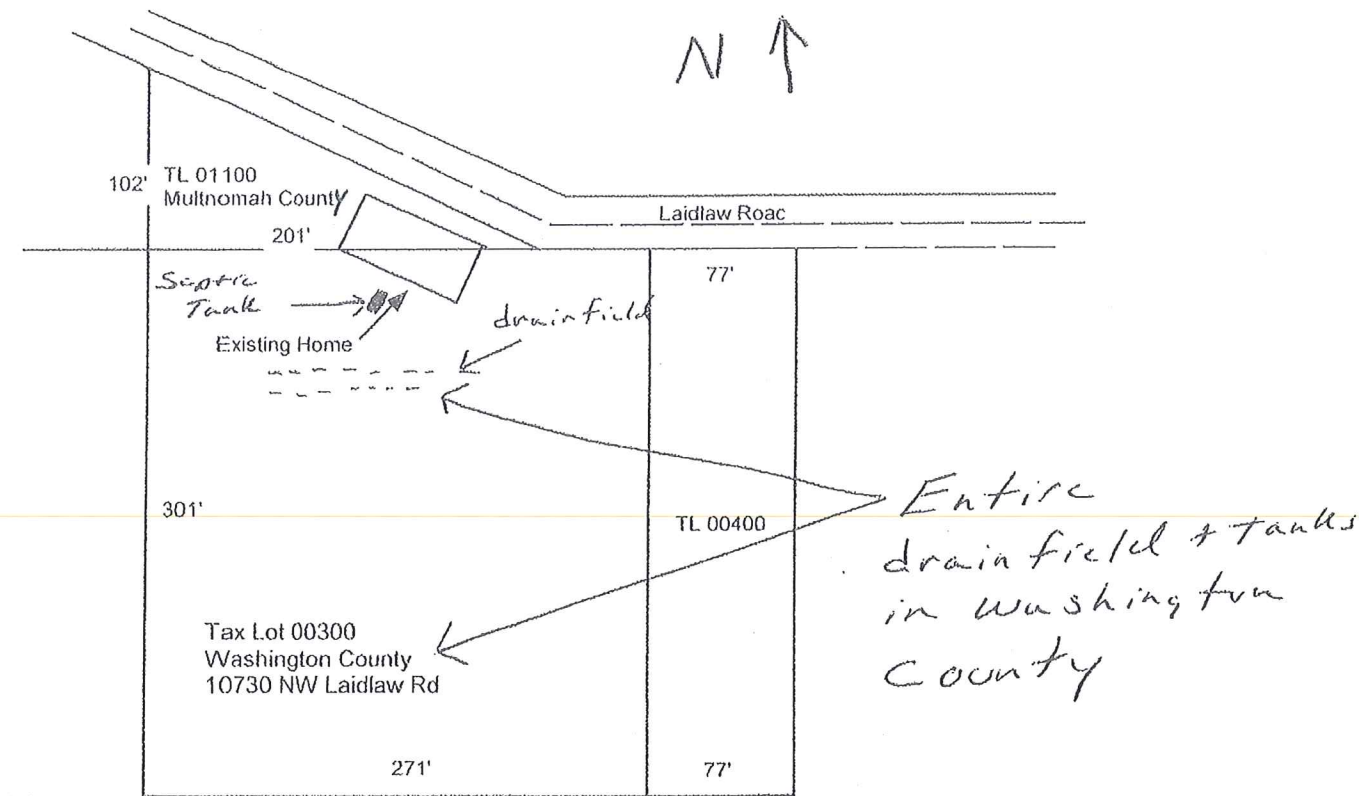 N
102'
TL 01100
Multnomah County
201'
Laidlaw Roac
77'
Septic
Tank
Existing Home
drainfield
301'
TL 00400
Entire
drainfield + tanks
in Washington
County
Tax Lot 00300
Washington County
10730 NW Laidlaw Rd
271'
77'